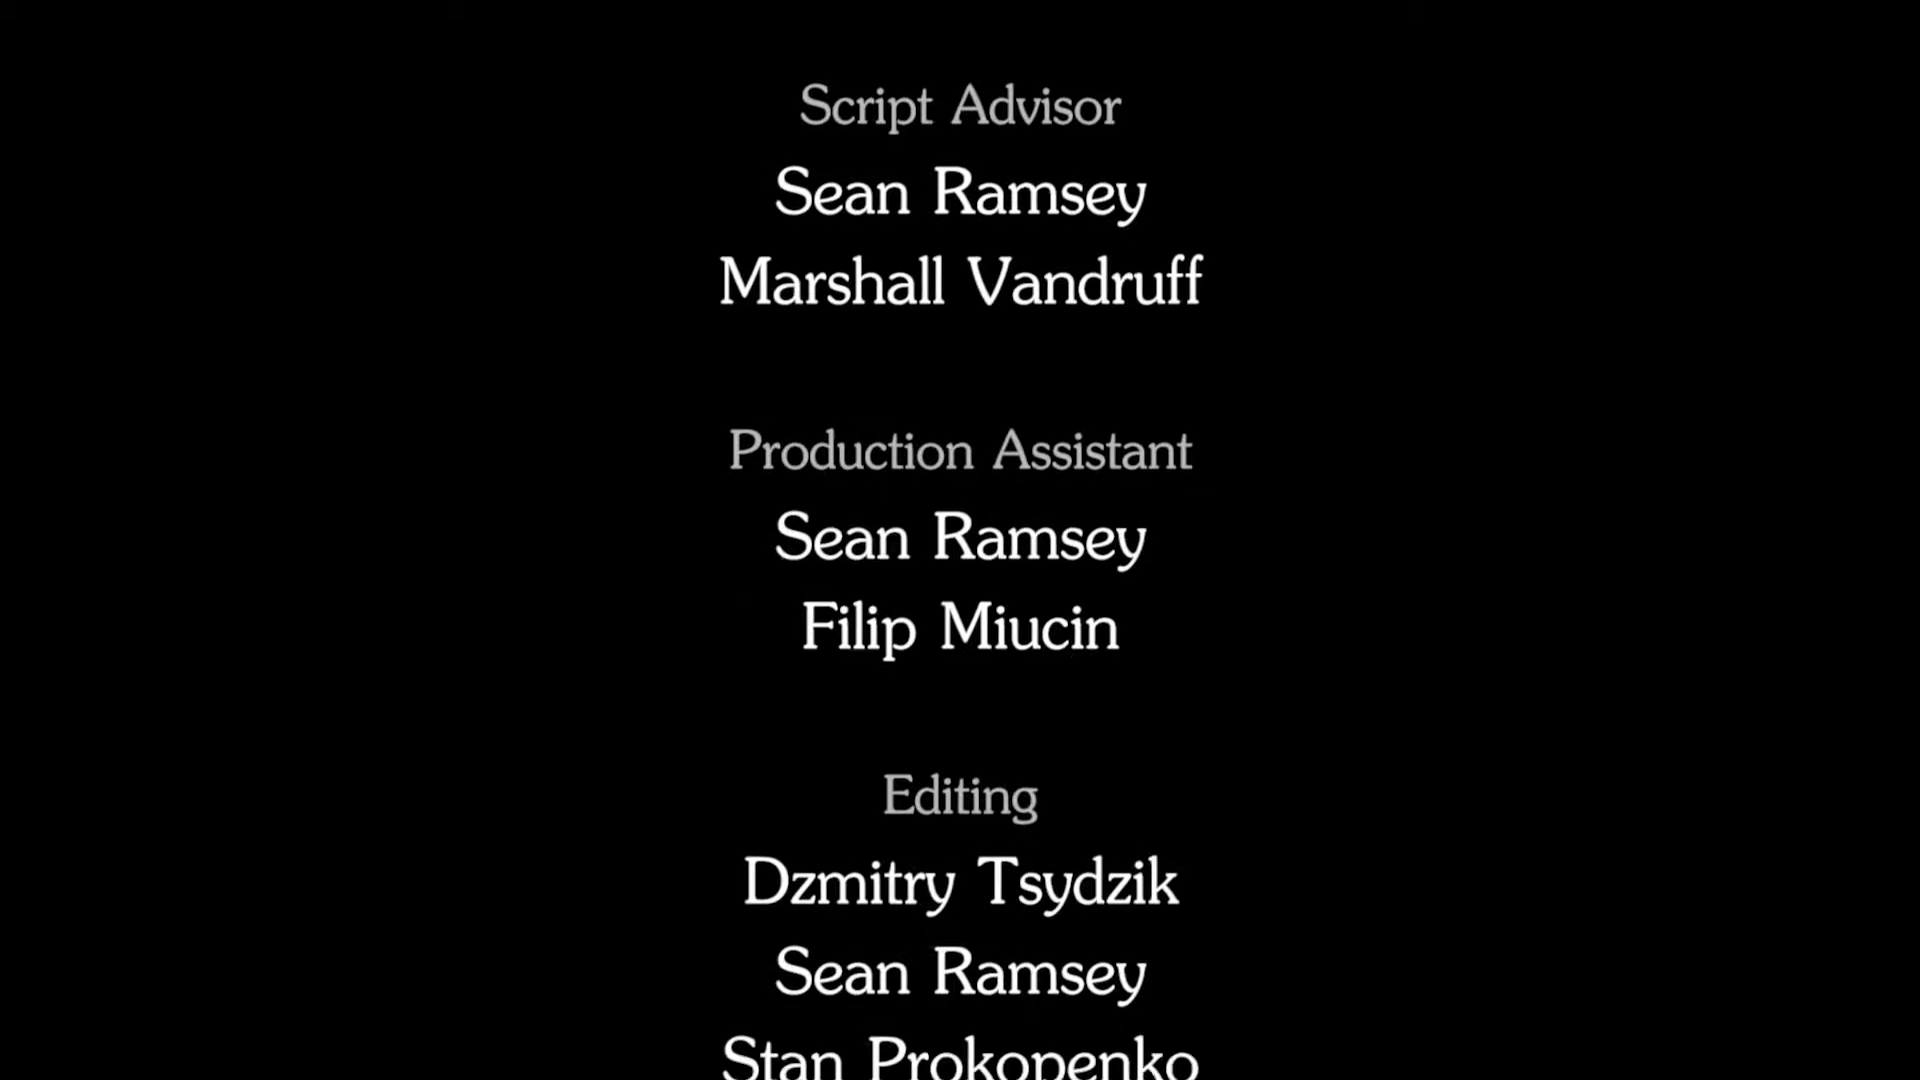 Script Advisor
Sean Ramsey
Marshall Vandruff
Production Assistant
Sean Ramsey
Filip Miucin
Editing
Dzmitry Tsydzik
Sean Ramsey
Stan Prokopenko